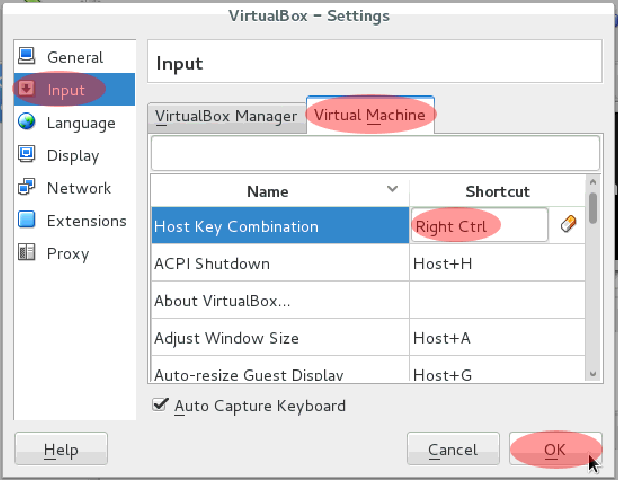 VirtualBox – Settings
General
Input
Language
Display
Network
Extensions
Proxy
Input
VirtualBox Manager
Virtual Machine
Name Shortcut
Host Key Combination Right Ctrl
ACPI Shutdown Host+H
About VirtualBox...
Adjust Window Size Host+A
Auto-resize Guest Display Host+G
Auto Capture Keyboard
Help
Cancel
OK